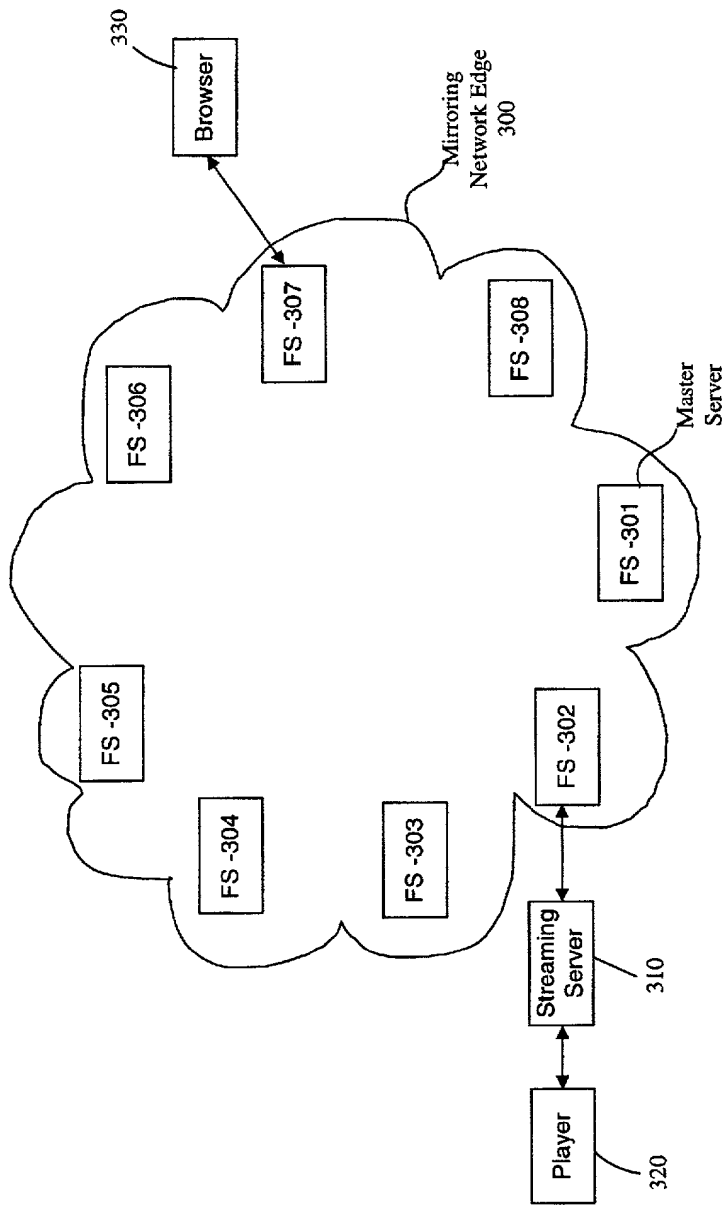 330
Browser
Mirroring
Network Edge
300
FS -307
FS -306
FS -308
Master
Server
FS -301
FS -305
FS -304
FS -303
FS -302
Streaming
Server
310
Player
320